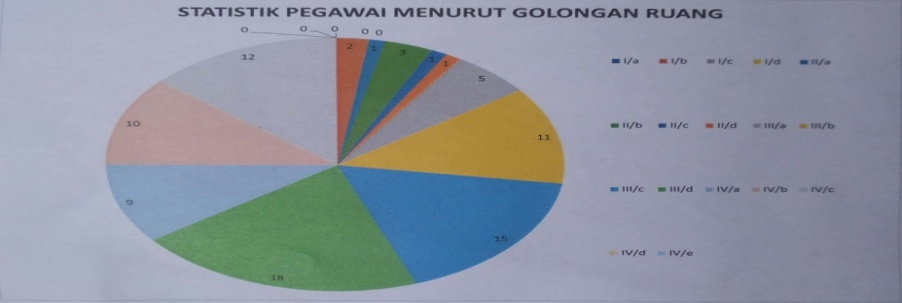 STATISTIK PEGAWAI MENURUT GOLONGAN RUANG
0 0 0 0 0
2 1 3 1 1
12 5
10 11
9 15
18
I/a I/b I/c I/d II/a
II/b II/c II/d III/a III/b
III/c III/d IV/a IV/b IV/c
IV/d IV/e